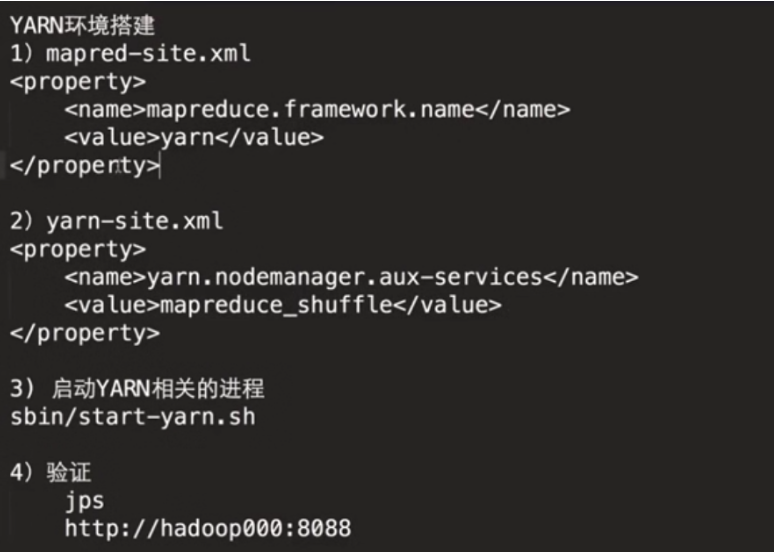 YARN环境搭建
1）mapred-site.xml
<property>
    <name>mapreduce.framework.name</name>
    <value>yarn</value>
</property>
2）yarn-site.xml
<property>
    <name>yarn.nodemanager.aux-services</name>
    <value>mapreduce_shuffle</value>
</property>
3) 启动YARN相关的进程
sbin/start-yarn.sh
4）验证
    jps
    http://hadoop000:8088